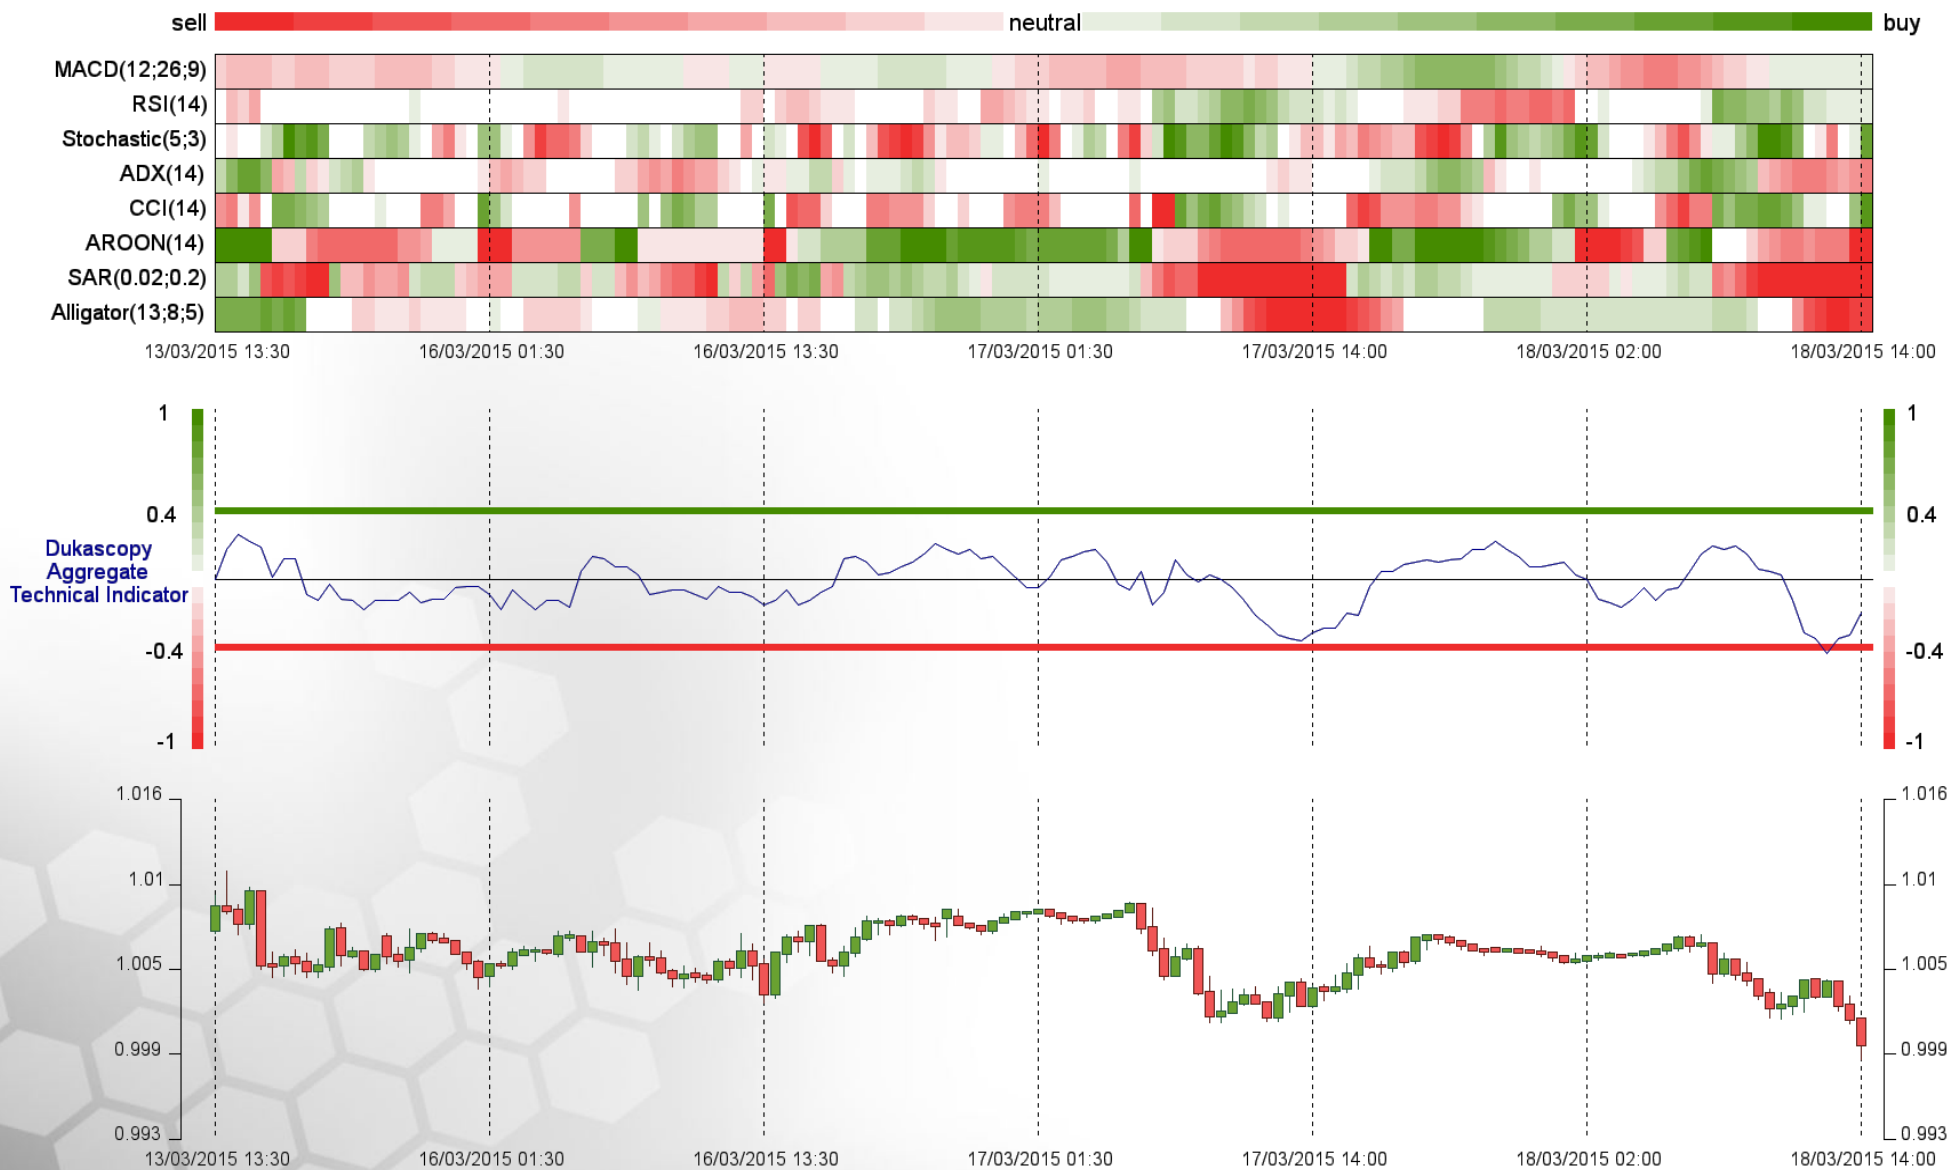 sell neutral buy
MACD(12;26;9)
RSI(14)
Stochastic(5;3)
ADX(14)
CCI(14)
AROON(14)
SAR(0.02;0.2)
Alligator(13;8;5)
13/03/2015 13:30 16/03/2015 01:30 16/03/2015 13:30 17/03/2015 01:30 17/03/2015 14:00 18/03/2015 02:00 18/03/2015 14:00
1 1
0.4 0.4
Dukascopy
Aggregate
Technical Indicator
-0.4 -0.4
-1 -1
1.016 1.016
1.01 1.01
1.005 1.005
0.999 0.999
0.993 0.993
13/03/2015 13:30 16/03/2015 01:30 16/03/2015 13:30 17/03/2015 01:30 17/03/2015 14:00 18/03/2015 02:00 18/03/2015 14:00